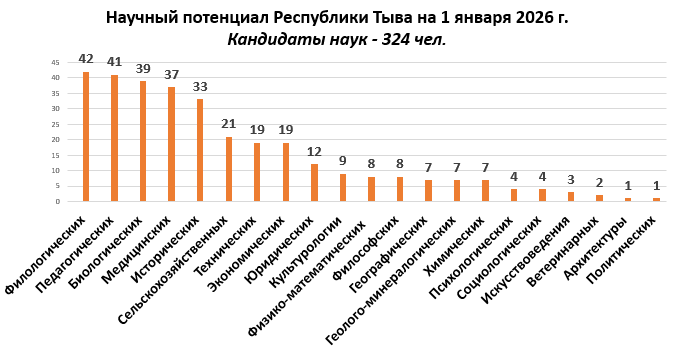 Научный потенциал Республики Тыва на 1 января 2026 г.
Кандидаты наук - 324 чел.
45
40
35
30
25
20
15
10
5
0
42
41
39
37
33
21
19
19
12
9
8
8
7
7
7
4
4
3
2
1
1
Филологических
Педагогических
Биологических
Медицинских
Исторических
Сельскохозяйственных
Технических
Экономических
Юридических
Культурологии
Физико-математических
Философских
Географических
Геолого-минералогических
Химических
Психологических
Социологических
Искусствоведения
Ветеринарных
Архитектуры
Политических